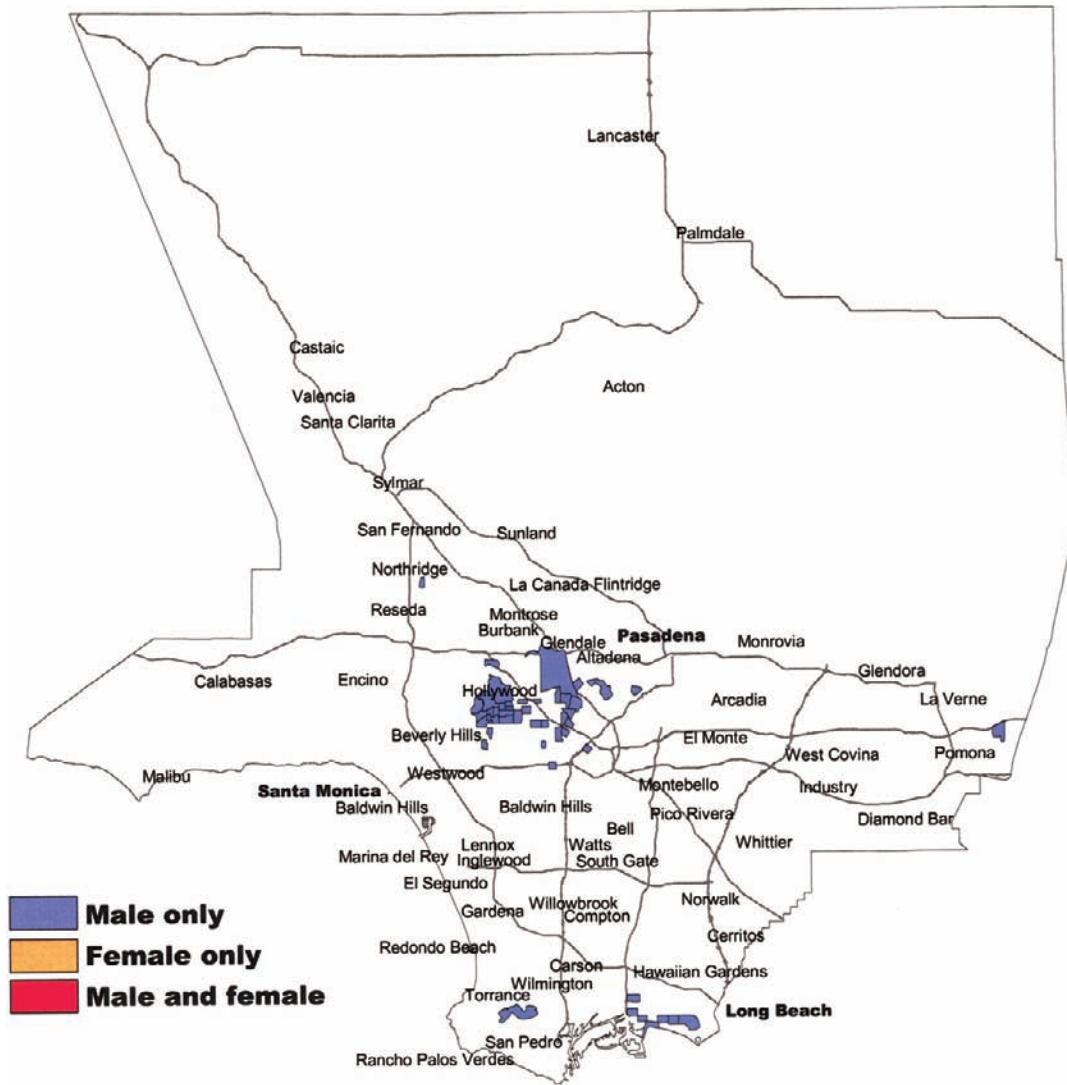 Lancaster
Palmdale
Castaic
Acton
Valencia
Santa Clarita
Sylmar
San Fernando
Sunland
Northridge
La Canada Flintridge
Reseda
Montrose
Burbank
Glendale
Pasadena
Monrovia
Altadena
Glendora
Calabasas
Encino
Hollywood
Arcadia
La Verne
Beverly Hills
El Monte
West Covina
Pomona
Malibu
Westwood
Santa Monica
Montebello
Industry
Baldwin Hills
Baldwin Hills
Pico Rivera
Diamond Bar
Bell
Whittier
Lennox
Watts
Marina del Rey
Inglewood
South Gate
El Segundo
Norwalk
Willowbrook
Gardena
Compton
Cerritos
Redondo Beach
Carson
Hawaiian Gardens
Wilmington
Torrance
Long Beach
San Pedro
Rancho Palos Verdes
Male only
Female only
Male and female